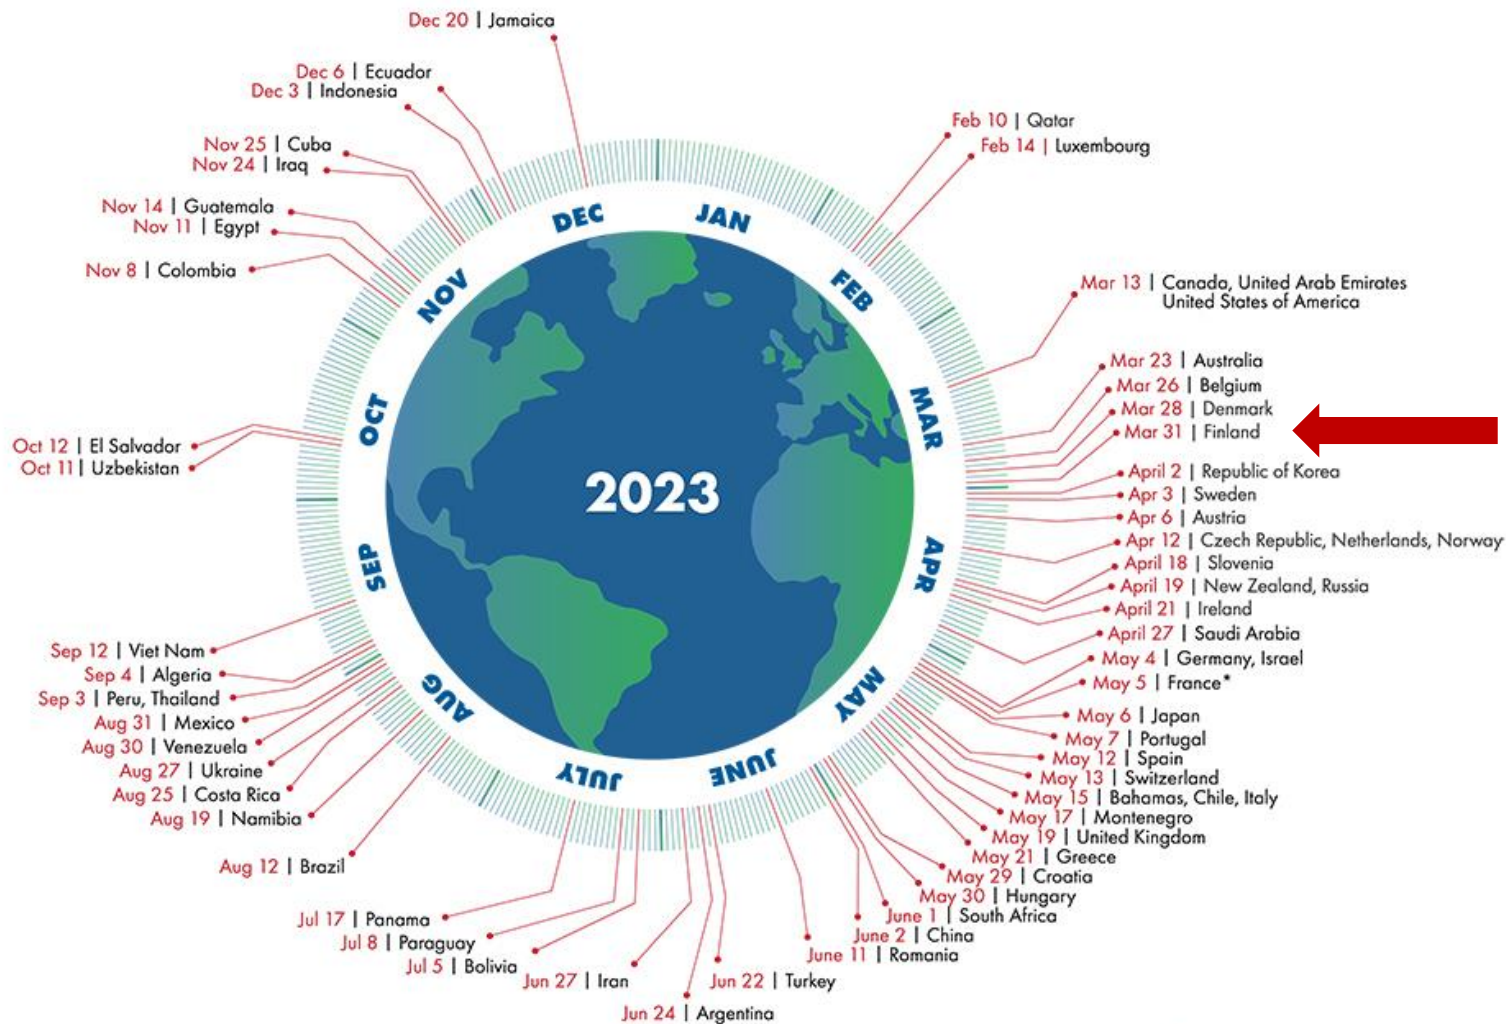 Dec 20 | Jamaica
Dec 6 | Ecuador
Dec 3 | Indonesia
Nov 25 | Cuba
Nov 24 | Iraq
Nov 14 | Guatemala
Nov 11 | Egypt
Nov 8 | Colombia
Oct 12 | El Salvador
Oct 11 | Uzbekistan
Sep 12 | Viet Nam
Sep 4 | Algeria
Sep 3 | Peru, Thailand
Aug 31 | Mexico
Aug 30 | Venezuela
Aug 27 | Ukraine
Aug 25 | Costa Rica
Aug 19 | Namibia
Aug 12 | Brazil
Jul 17 | Panama
Jul 8 | Paraguay
Jul 5 | Bolivia
Jun 27 | Iran
Jun 24 | Argentina
Jun 22 | Turkey
Feb 10 | Qatar
Feb 14 | Luxembourg
Mar 13 | Canada, United Arab Emirates
United States of America
Mar 23 | Australia
Mar 26 | Belgium
Mar 28 | Denmark
Mar 31 | Finland
April 2 | Republic of Korea
Apr 3 | Sweden
Apr 6 | Austria
Apr 12 | Czech Republic, Netherlands, Norway
April 18 | Slovenia
April 19 | New Zealand, Russia
April 21 | Ireland
April 27 | Saudi Arabia
May 4 | Germany, Israel
May 5 | France*
May 6 | Japan
May 7 | Portugal
May 12 | Spain
May 13 | Switzerland
May 15 | Bahamas, Chile, Italy
May 17 | Montenegro
May 19 | United Kingdom
May 21 | Greece
May 29 | Croatia
May 30 | Hungary
June 1 | South Africa
June 2 | China
June 11 | Romania
JAN
FEB
MAR
APR
MAY
JUNE
JULY
AUG
SEP
OCT
NOV
DEC
2023